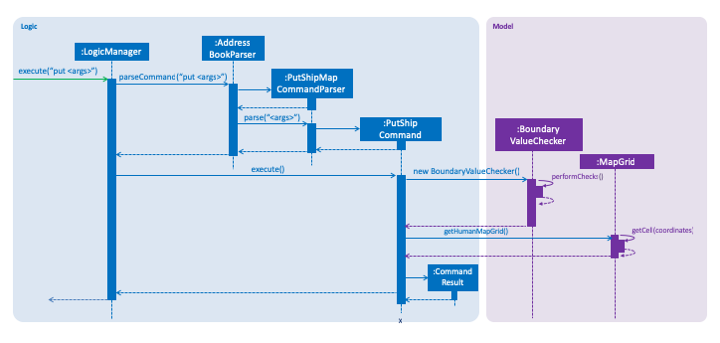 Logic
Model
:LogicManager
:Address
BookParser
execute("put <args>")
parseCommand("put <args>")
:PutShipMap
CommandParser
parse("<args>")
:PutShip
Command
:Boundary
ValueChecker
:MapGrid
execute()
new BoundaryValueChecker()
performChecks()
getHumanMapGrid()
getCell(coordinates)
:Command
Result
x